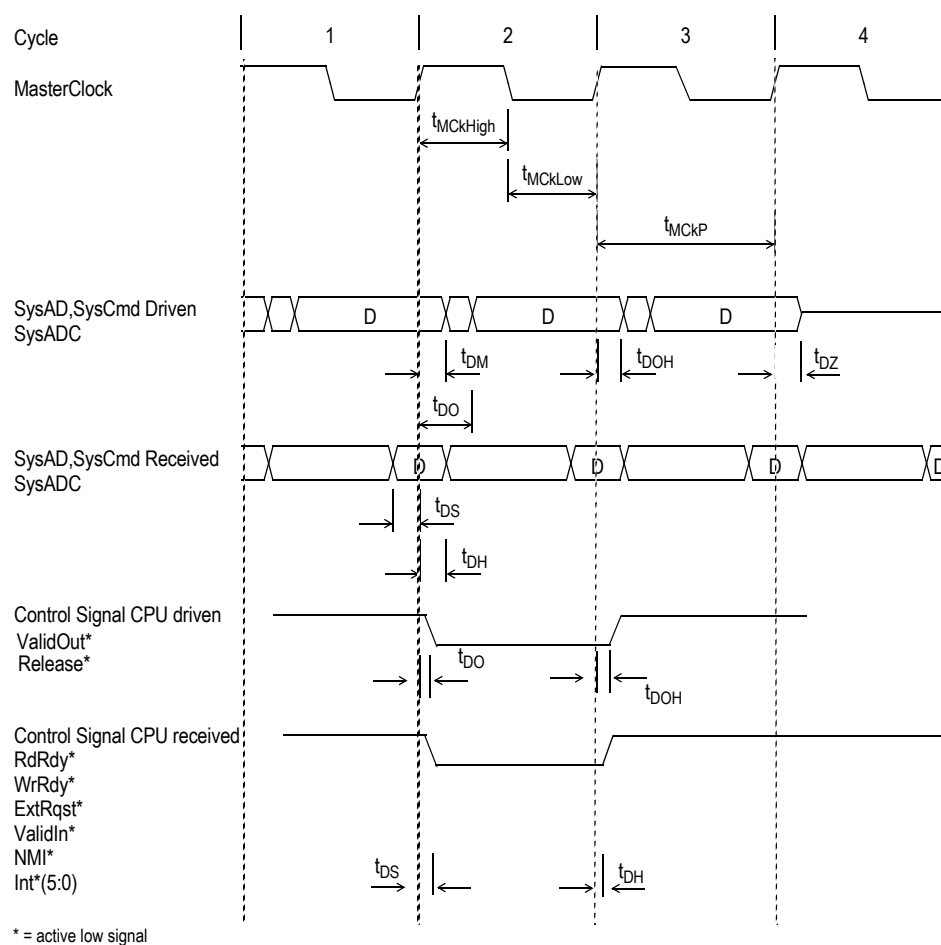 Cycle 1 2 3 4
MasterClock
tMCkHigh
tMCkLow
tMCkP
SysAD,SysCmd Driven
SysADC
D D D
tDM tDOH tDZ
tDO
SysAD,SysCmd Received
SysADC
D D D D
tDS
tDH
Control Signal CPU driven
ValidOut*
Release*
tDO
tDOH
Control Signal CPU received
RdRdy*
WrRdy*
ExtRqst*
ValidIn*
NMI*
Int*(5:0)
tDS tDH
* = active low signal